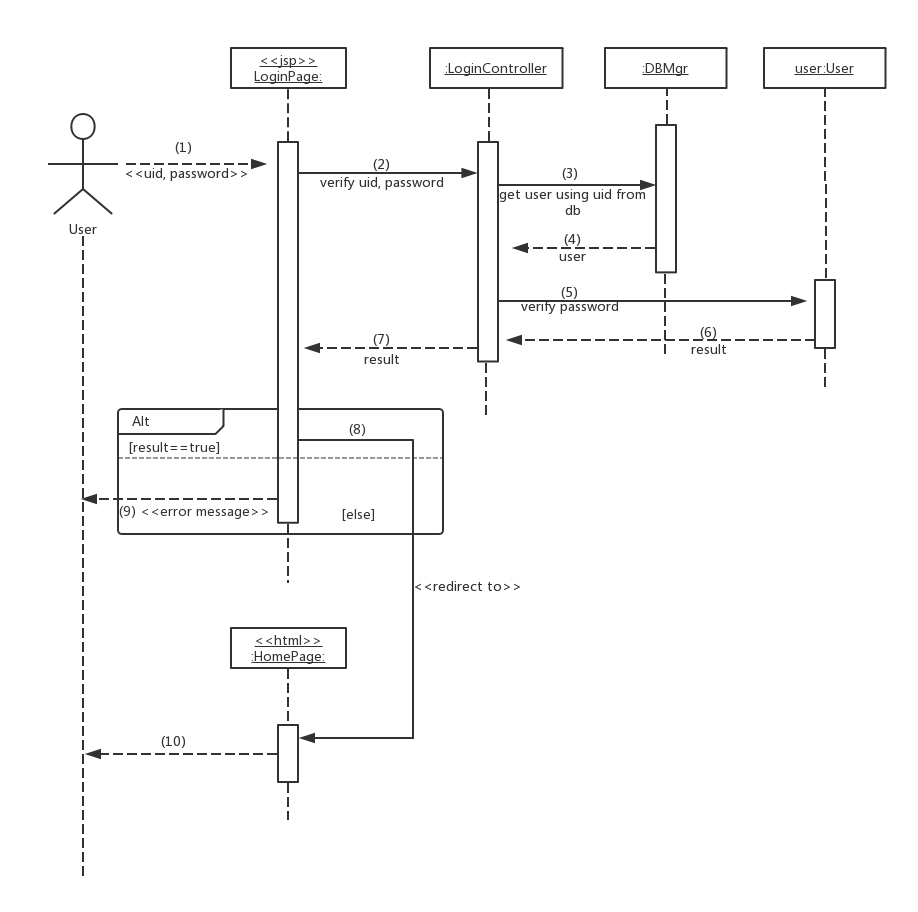 <<jsp>>
LoginPage:
:LoginController
:DBMgr
user:User
User
(1)
<<uid, password>>
(2)
verify uid, password
(3)
get user using uid from
db
(4)
user
(5)
verify password
(6)
result
(7)
result
Alt
[result==true]
(8)
(9) <<error message>>
[else]
<<redirect to>>
<<html>>
:HomePage:
(10)